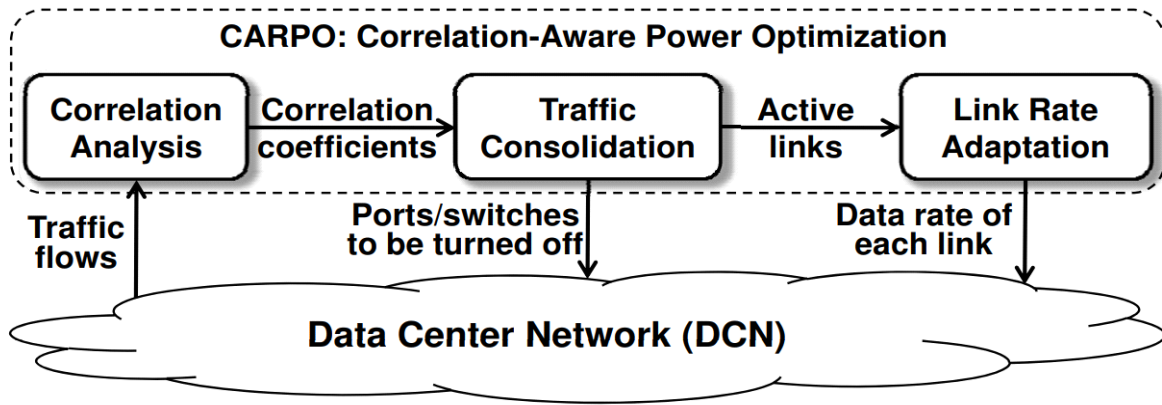 CARPO: Correlation-Aware Power Optimization
Correlation
Analysis
Correlation
coefficients
Traffic
Consolidation
Active
links
Link Rate
Adaptation
Traffic
flows
Ports/switches
to be turned off
Data rate of
each link
Data Center Network (DCN)